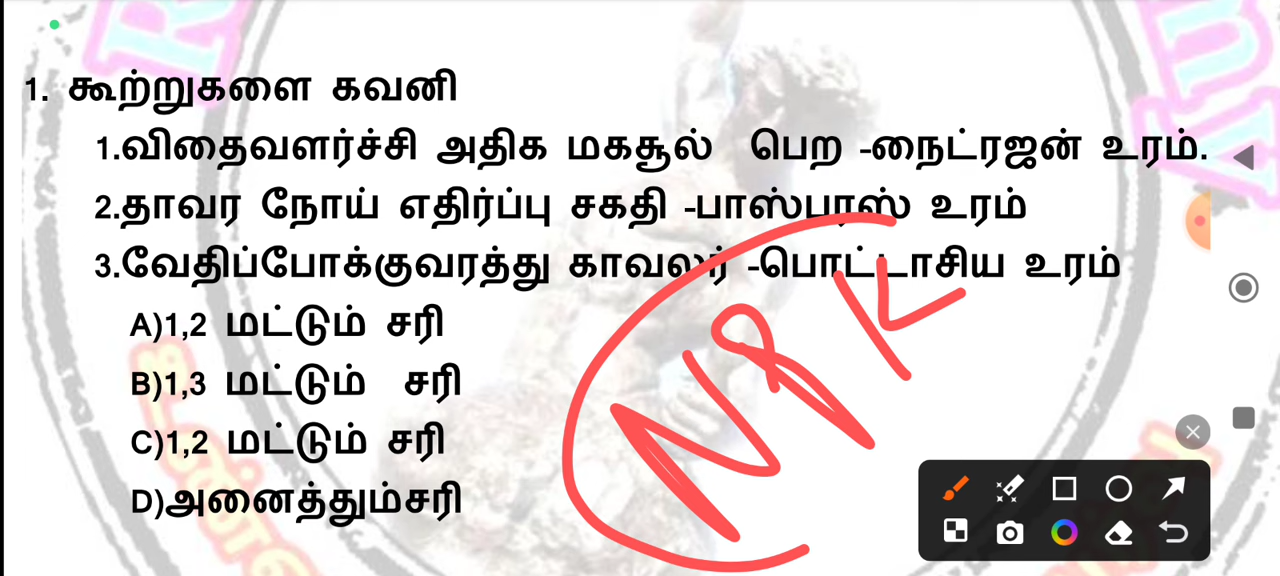 1. கூற்றுகளை கவனி
1.விதைவளர்ச்சி அதிக மகசூல் பெற -நைட்ரஜன் உரம்.
2.தாவர நோய் எதிர்ப்பு சகதி -பாஸ்பரஸ் உரம்
3.வேதிப்போக்குவரத்து காவலர் -பொட்டாசிய உரம்
A)1,2 மட்டும் சரி
B)1,3 மட்டும் சரி
C)1,2 மட்டும் சரி
D)அனைத்தும்சரி
NPK